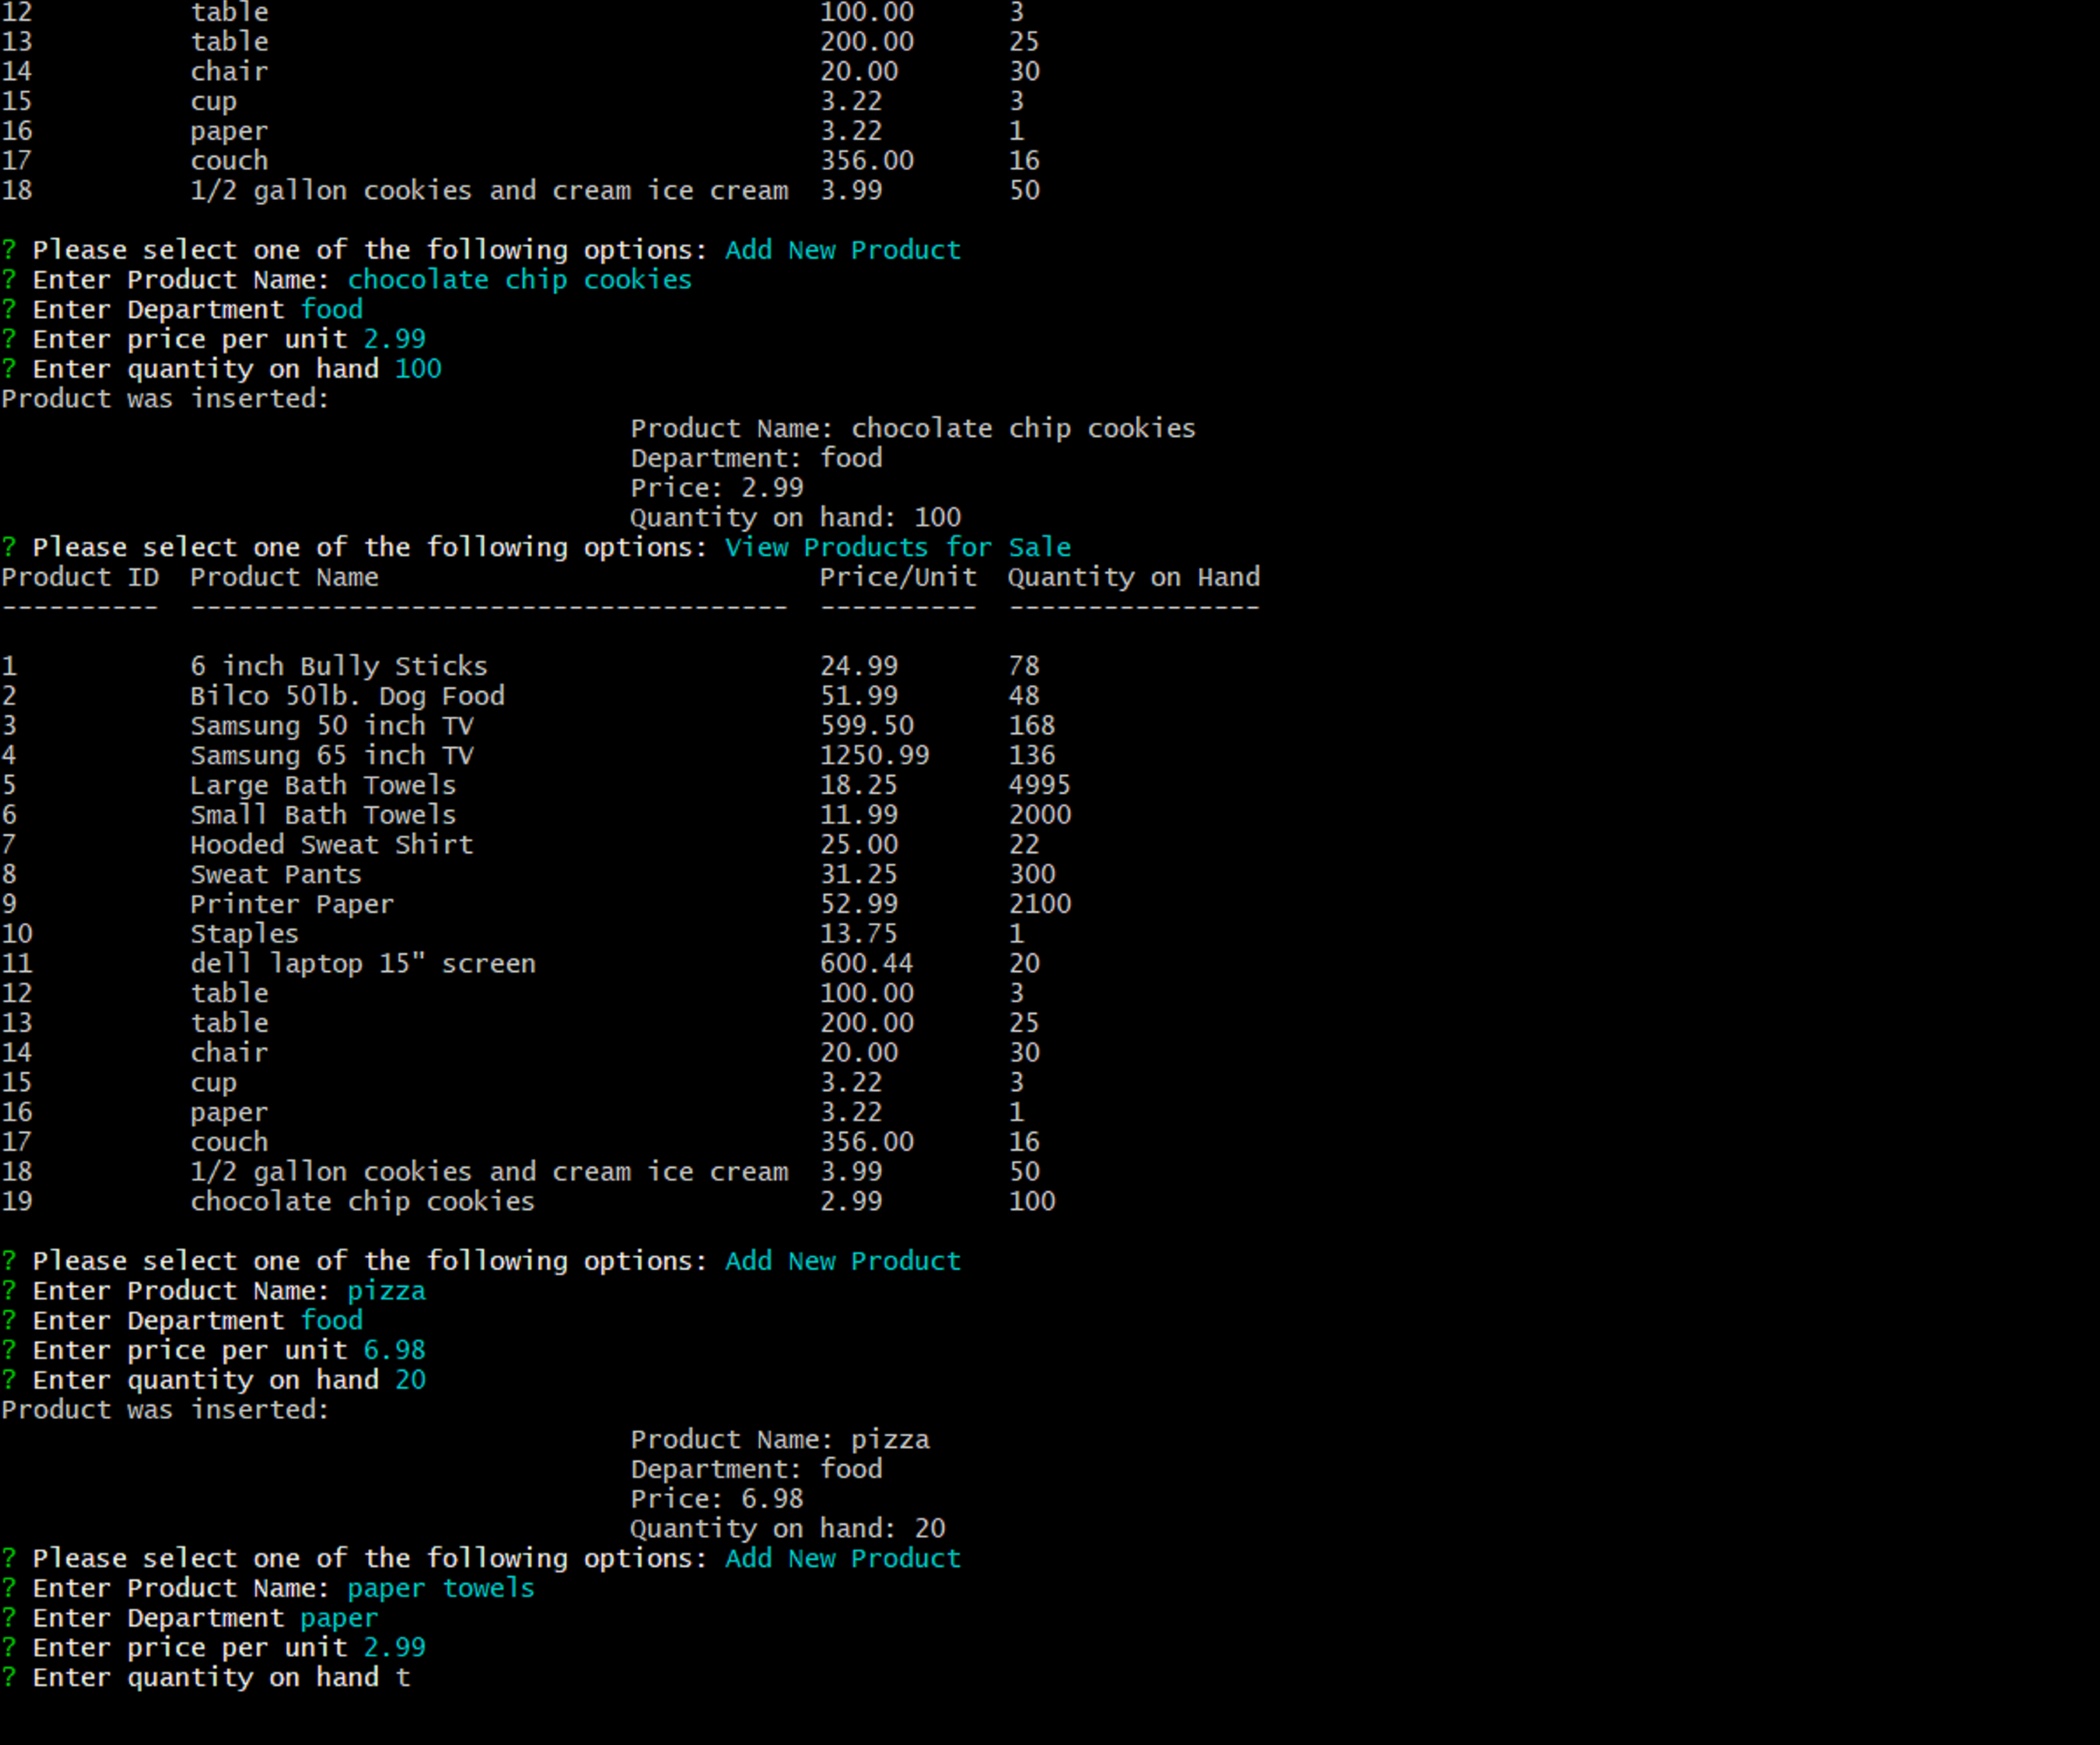 12          table                                   100.00      3
13          table                                   200.00      25
14          chair                                   20.00       30
15          cup                                     3.22        3
16          paper                                   3.22        1
17          couch                                   356.00      16
18          1/2 gallon cookies and cream ice cream  3.99        50
? Please select one of the following options: Add New Product
? Enter Product Name: chocolate chip cookies
? Enter Department food
? Enter price per unit 2.99
? Enter quantity on hand 100
Product was inserted:
                                        Product Name: chocolate chip cookies
                                        Department: food
                                        Price: 2.99
                                        Quantity on hand: 100
? Please select one of the following options: View Products for Sale
Product ID  Product Name                            Price/Unit  Quantity on Hand
----------  --------------------------------------  ----------  ----------------
1           6 inch Bully Sticks                     24.99       78
2           Bilco 50lb. Dog Food                    51.99       48
3           Samsung 50 inch TV                      599.50      168
4           Samsung 65 inch TV                      1250.99     136
5           Large Bath Towels                       18.25       4995
6           Small Bath Towels                       11.99       2000
7           Hooded Sweat Shirt                      25.00       22
8           Sweat Pants                             31.25       300
9           Printer Paper                           52.99       2100
10          Staples                                 13.75       1
11          dell laptop 15" screen                  600.44      20
12          table                                   100.00      3
13          table                                   200.00      25
14          chair                                   20.00       30
15          cup                                     3.22        3
16          paper                                   3.22        1
17          couch                                   356.00      16
18          1/2 gallon cookies and cream ice cream  3.99        50
19          chocolate chip cookies                  2.99        100
? Please select one of the following options: Add New Product
? Enter Product Name: pizza
? Enter Department food
? Enter price per unit 6.98
? Enter quantity on hand 20
Product was inserted:
                                        Product Name: pizza
                                        Department: food
                                        Price: 6.98
                                        Quantity on hand: 20
? Please select one of the following options: Add New Product
? Enter Product Name: paper towels
? Enter Department paper
? Enter price per unit 2.99
? Enter quantity on hand t